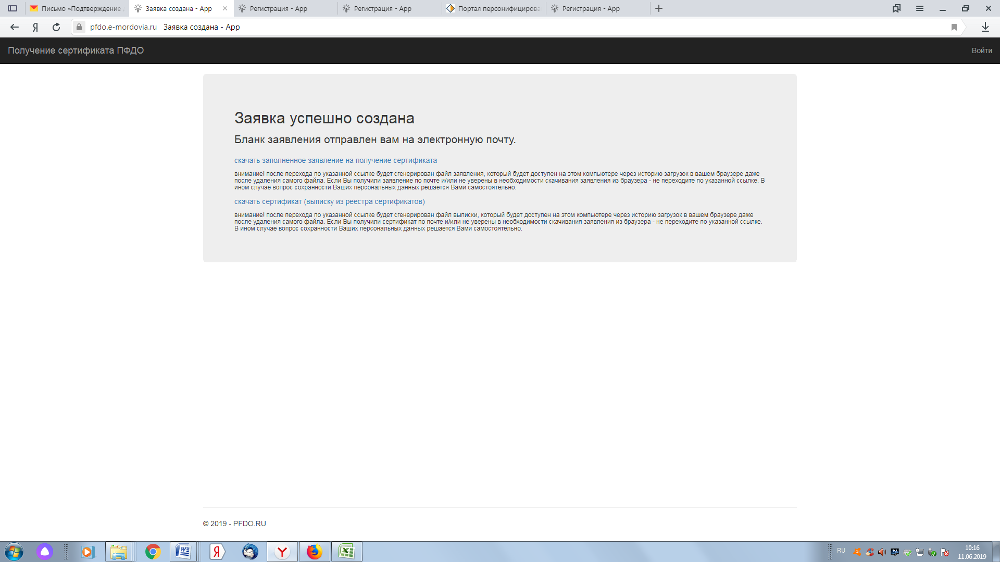 Письмо «Подтверждение
Заявка создана - App
Регистрация - App
Регистрация - App
Портал персонифицирова
Регистрация - App
pfdo.e-mordovia.ru Заявка создана - App
Получение сертификата ПФДО
Войти
Заявка успешно создана
Бланк заявления отправлен вам на электронную почту.
скачать заполненное заявление на получение сертификата
внимание! после перехода по указанной ссылке будет сгенерирован файл заявления, который будет доступен на этом компьютере через историю загрузок в вашем браузере даже
после удаления самого файла. Если Вы получили заявление по почте и/или не уверены в необходимости скачивания заявления из браузера - не переходите по указанной ссылке. В
ином случае вопрос сохранности Ваших персональных данных решается Вами самостоятельно.
скачать сертификат (выписку из реестра сертификатов)
внимание! после перехода по указанной ссылке будет сгенерирован файл выписки, который будет доступен на этом компьютере через историю загрузок в вашем браузере даже
после удаления самого файла. Если Вы получили сертификат по почте и/или не уверены в необходимости скачивания заявления из браузера - не переходите по указанной ссылке.
В ином случае вопрос сохранности Ваших персональных данных решается Вами самостоятельно.
© 2019 - PFDO.RU
RU
10:16
11.06.2019